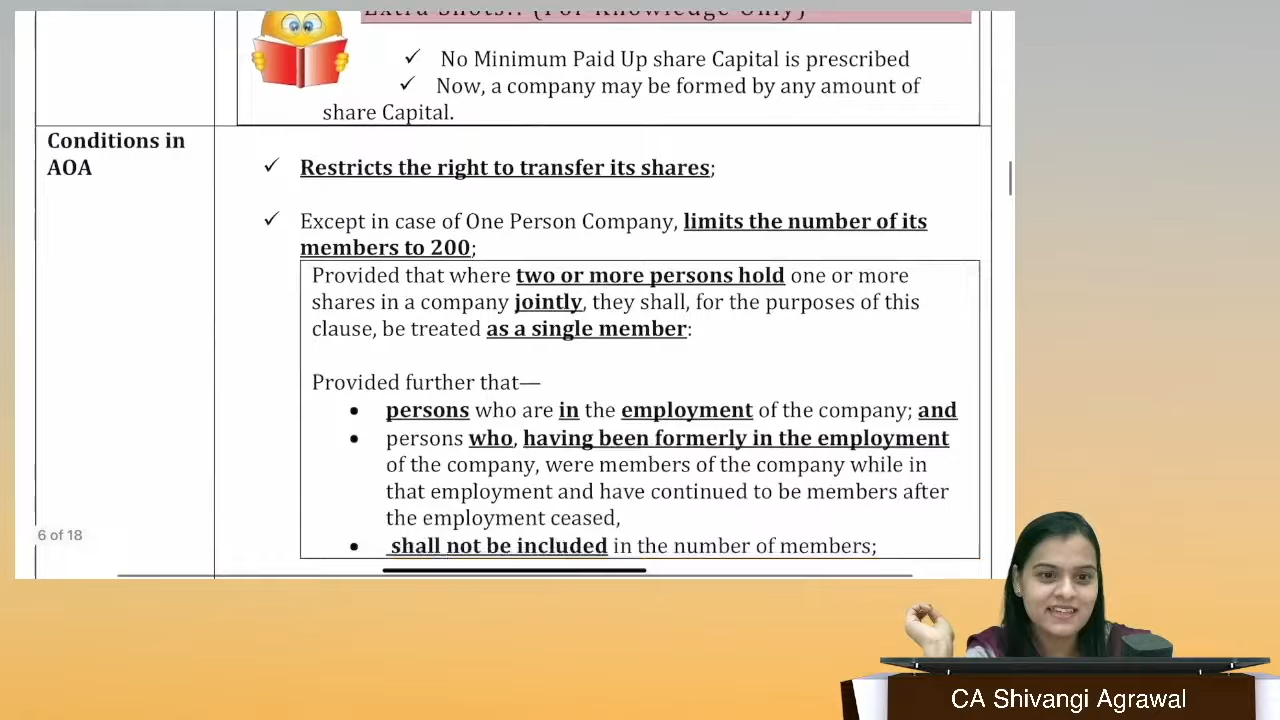 Extra Shots!! (For Knowledge Only)
✓ No Minimum Paid Up share Capital is prescribed
✓ Now, a company may be formed by any amount of
share Capital.
Conditions in
AOA
✓ Restricts the right to transfer its shares;
✓ Except in case of One Person Company, limits the number of its
members to 200;
Provided that where two or more persons hold one or more
shares in a company jointly, they shall, for the purposes of this
clause, be treated as a single member:
Provided further that—
• persons who are in the employment of the company; and
• persons who, having been formerly in the employment
of the company, were members of the company while in
that employment and have continued to be members after
the employment ceased,
• shall not be included in the number of members;
6 of 18
CA Shivangi Agrawal